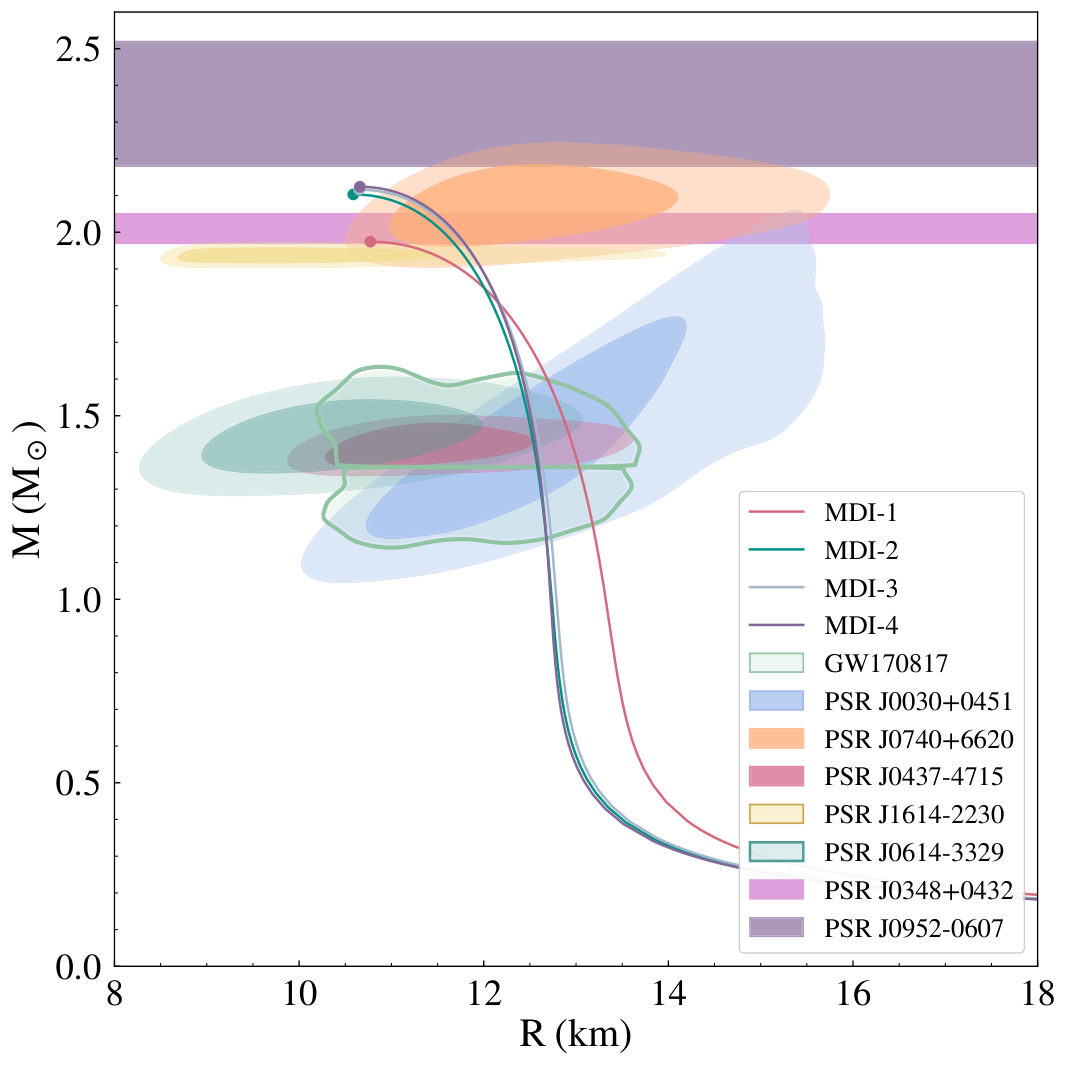 2.5
2.0
1.5
1.0
0.5
0.0
M (M⊙)
8
10
12
14
16
18
R (km)
MDI-1
MDI-2
MDI-3
MDI-4
GW170817
PSR J0030+0451
PSR J0740+6620
PSR J0437-4715
PSR J1614-2230
PSR J0614-3329
PSR J0348+0432
PSR J0952-0607